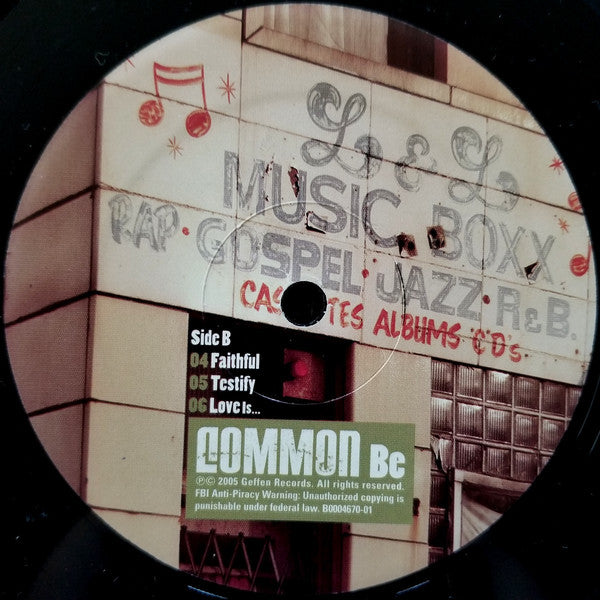 L & L
MUSIC BOXX
RAP • GOSPEL JAZZ R&B.
ALBUMS CD's
Side B
04 Faithful
05 Testify
06 Love Is...
COMMON Be
℗© 2005 Geffen Records. All rights reserved.
FBI Anti-Piracy Warning: Unauthorized copying is
punishable under federal law. B0004670-01